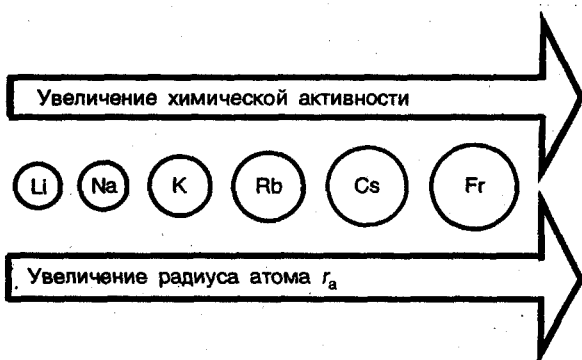 Увеличение химической активности
Li Na K Rb Cs Fr
Увеличение радиуса атома rа